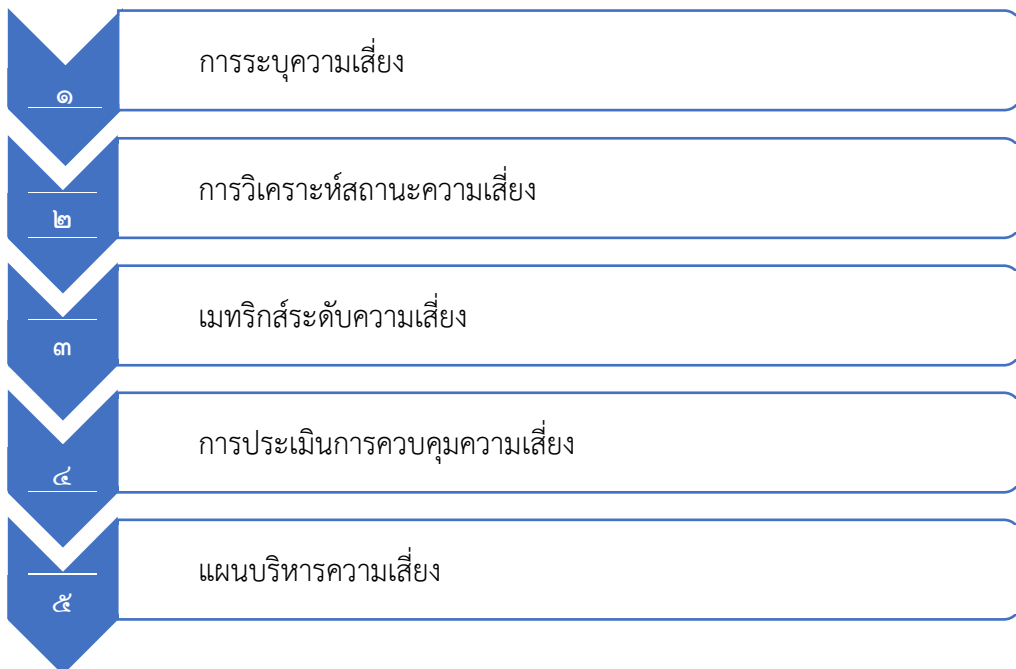 ๑
การระบุความเสี่ยง
๒
การวิเคราะห์สถานะความเสี่ยง
๓
เมทริกส์ระดับความเสี่ยง
๔
การประเมินการควบคุมความเสี่ยง
๕
แผนบริหารความเสี่ยง